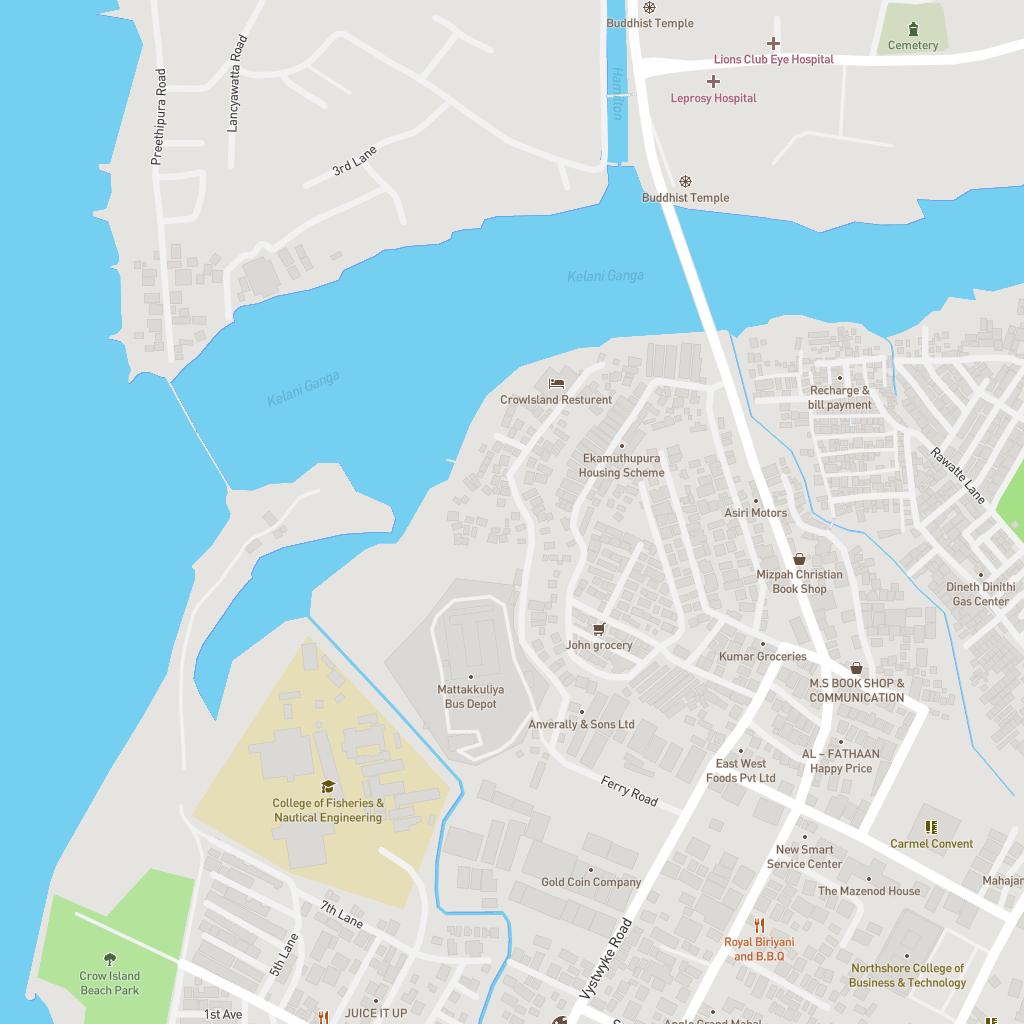 Buddhist Temple
Cemetery
Lions Club Eye Hospital
Leprosy Hospital
Hamilton
Preethipura Road
Lancyawatta Road
3rd Lane
Buddhist Temple
Kelani Ganga
Kelani Ganga
CrowIsland Resturent
Recharge &
bill payment
Ekamuthupura
Housing Scheme
Rawatte Lane
Asiri Motors
Mizpah Christian
Book Shop
Dineth Dinithi
Gas Center
John grocery
Kumar Groceries
Mattakkuliya
Bus Depot
M.S BOOK SHOP &
COMMUNICATION
Anverally & Sons Ltd
East West
Foods Pvt Ltd
AL – FATHAAN
Happy Price
Ferry Road
College of Fisheries &
Nautical Engineering
Carmel Convent
New Smart
Service Center
Gold Coin Company
The Mazenod House
Mahajan
7th Lane
5th Lane
Vystwyke Road
Royal Biriyani
and B.B.Q
Crow Island
Beach Park
Northshore College of
Business & Technology
1st Ave
JUICE IT UP
Angle Grand Mahal